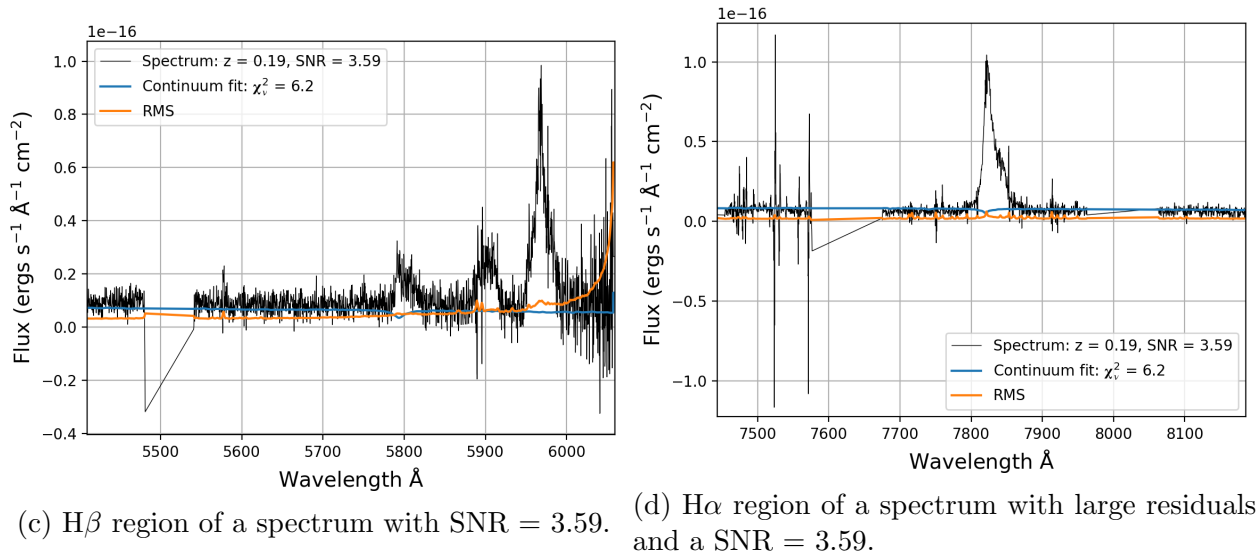 1e−16
Flux (ergs s⁻¹ Å⁻¹ cm⁻²)
1.0
0.8
0.6
0.4
0.2
0.0
−0.2
−0.4
Spectrum: z = 0.19, SNR = 3.59
Continuum fit: χ²ᵥ = 6.2
RMS
5500 5600 5700 5800 5900 6000
Wavelength Å
(c) Hβ region of a spectrum with SNR = 3.59.
1e−16
Flux (ergs s⁻¹ Å⁻¹ cm⁻²)
1.0
0.5
0.0
−0.5
−1.0
Spectrum: z = 0.19, SNR = 3.59
Continuum fit: χ²ᵥ = 6.2
RMS
7500 7600 7700 7800 7900 8000 8100
Wavelength Å
(d) Hα region of a spectrum with large residuals
and a SNR = 3.59.